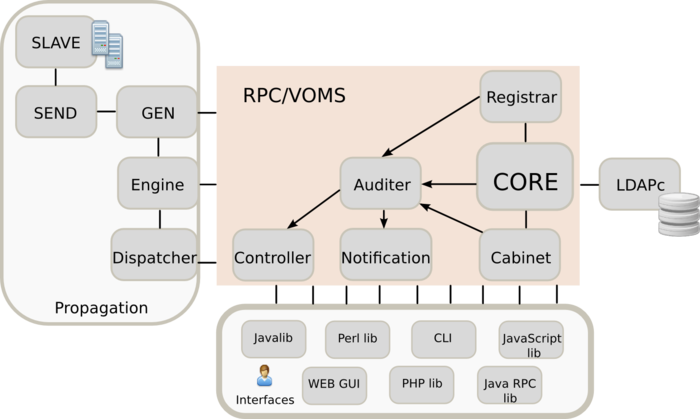 SLAVE
SEND
GEN
Engine
Dispatcher
Propagation
RPC/VOMS
Registrar
Auditer
CORE
LDAPc
Controller
Notification
Cabinet
Javalib
Perl lib
CLI
JavaScript
lib
Interfaces
WEB GUI
PHP lib
Java RPC
lib